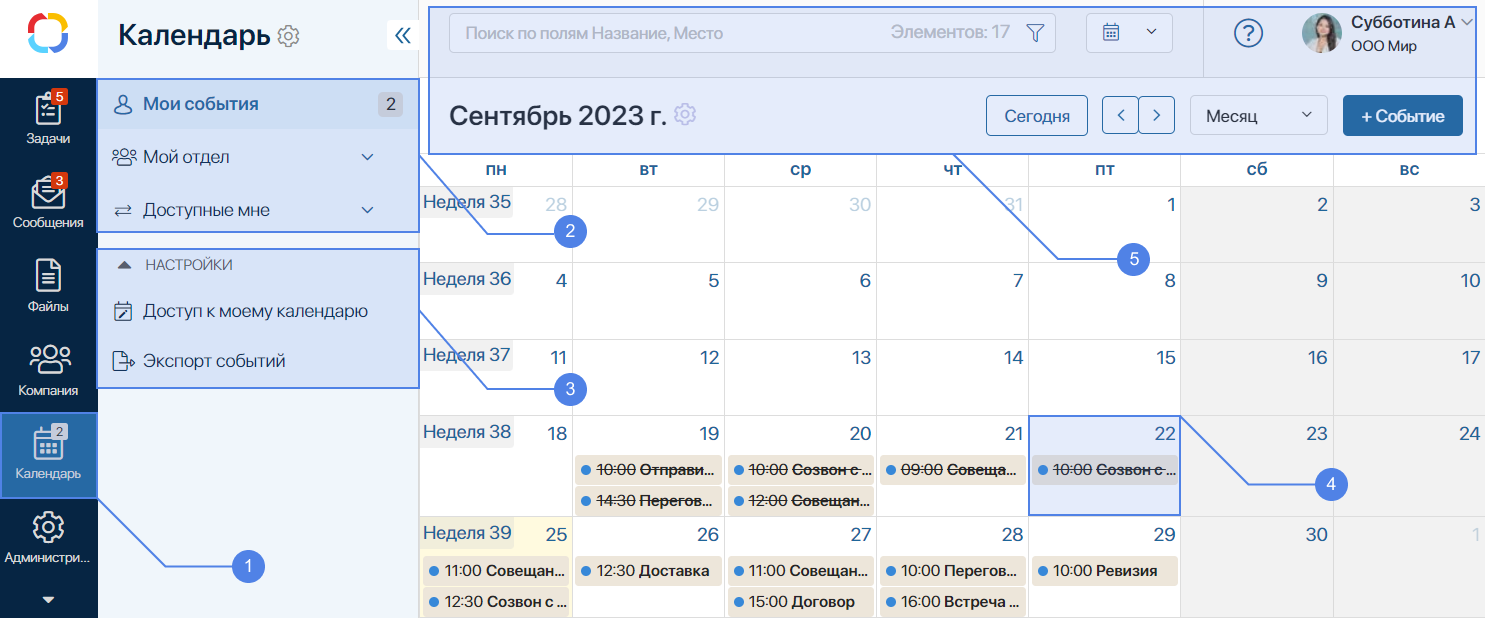 Календарь
Поиск по полям Название, Место
Элементов: 17
?
Субботина А
ООО Мир
5
Задачи
3
Сообщения
Файлы
Компания
2
Календарь
Администри...
Мои события
2
Мой отдел
Доступные мне
НАСТРОЙКИ
Доступ к моему календарю
Экспорт событий
Сентябрь 2023 г.
Сегодня
Месяц
+ Событие
пн вт ср чт пт сб вс
Неделя 35 28 29 30 31 1 2 3
Неделя 36 4 5 6 7 8 9 10
Неделя 37 11 12 13 14 15 16 17
Неделя 38 18 19 20 21 22 23 24
10:00 Отправи... 10:00 Созвон с ... 09:00 Совеща... 10:00 Созвон с ...
14:30 Перегов... 12:00 Совещан...
Неделя 39 25 26 27 28 29 30 1
11:00 Совещан... 12:30 Доставка 11:00 Совещан... 10:00 Перегов... 10:00 Ревизия
12:30 Созвон с ... 15:00 Договор 16:00 Встреча ...
1
2
3
4
5